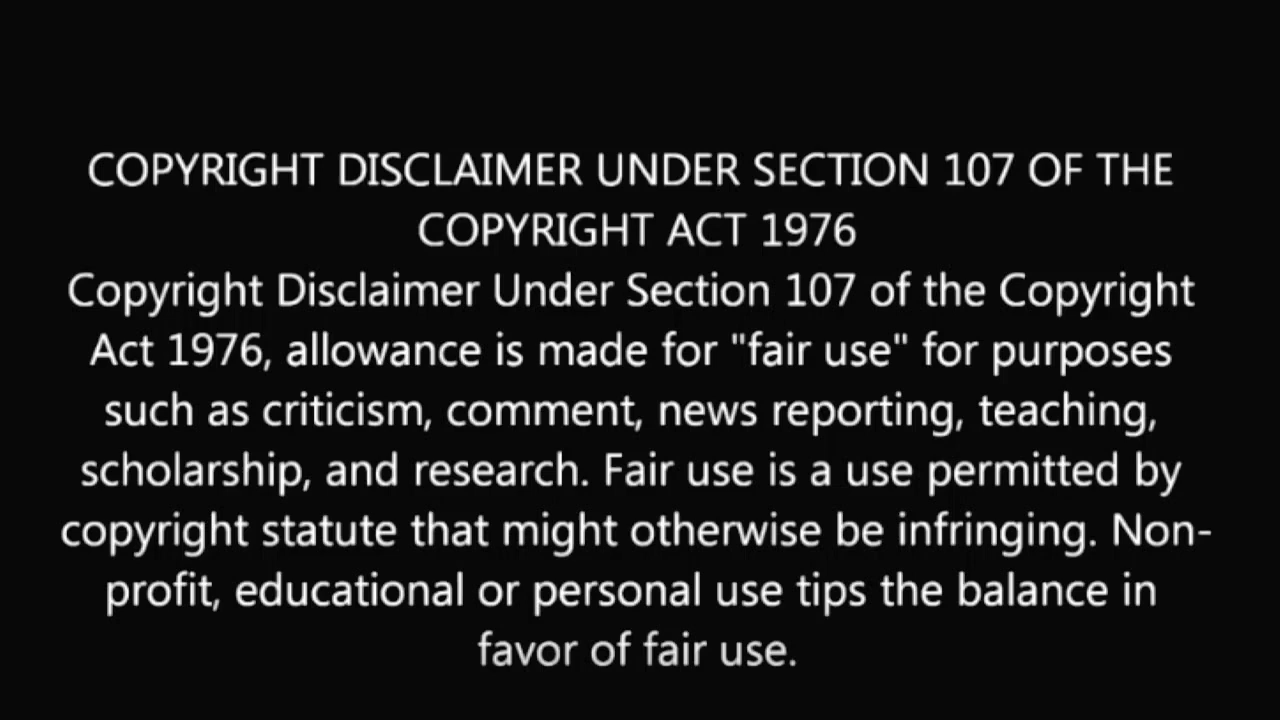 COPYRIGHT DISCLAIMER UNDER SECTION 107 OF THE
COPYRIGHT ACT 1976
Copyright Disclaimer Under Section 107 of the Copyright
Act 1976, allowance is made for "fair use" for purposes
such as criticism, comment, news reporting, teaching,
scholarship, and research. Fair use is a use permitted by
copyright statute that might otherwise be infringing. Non-
profit, educational or personal use tips the balance in
favor of fair use.